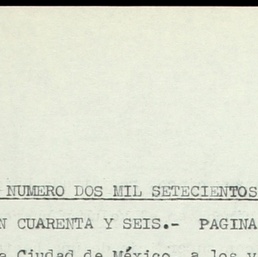 NUMERO DOS MIL SETECIENTOS
N CUARENTA Y SEIS.- PAGINA
a Ciudad de México, a los v